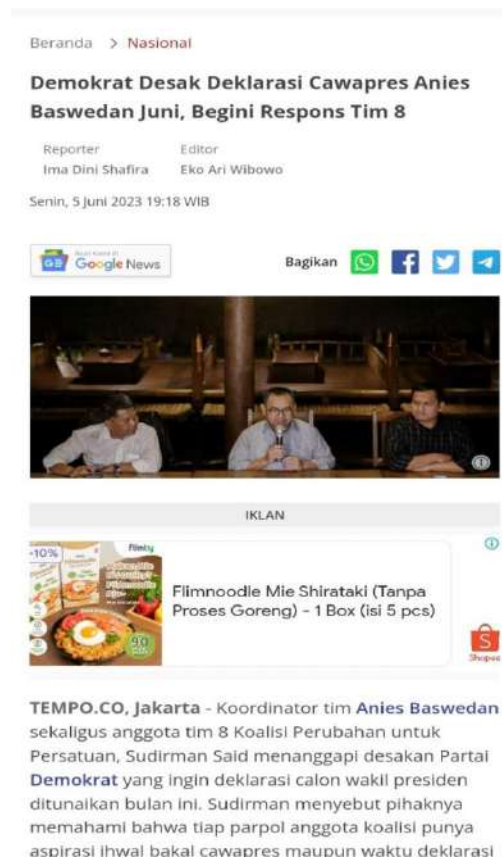 Beranda > Nasional
Demokrat Desak Deklarasi Cawapres Anies
Baswedan Juni, Begini Respons Tim 8
Reporter Editor
Ima Dini Shafira Eko Ari Wibowo
Senin, 5 Juni 2023 19:18 WIB
Google News
Bagikan
IKLAN
-10%
flimty
90
Flimnoodle Mie Shirataki (Tanpa
Proses Goreng) - 1 Box (isi 5 pcs)
Shopee
TEMPO.CO, Jakarta - Koordinator tim Anies Baswedan
sekaligus anggota tim 8 Koalisi Perubahan untuk
Persatuan, Sudirman Said menanggapi desakan Partai
Demokrat yang ingin deklarasi calon wakil presiden
ditunaikan bulan ini. Sudirman menyebut pihaknya
memahami bahwa tiap parpol anggota koalisi punya
aspirasi ihwal bakal cawapres maupun waktu deklarasi